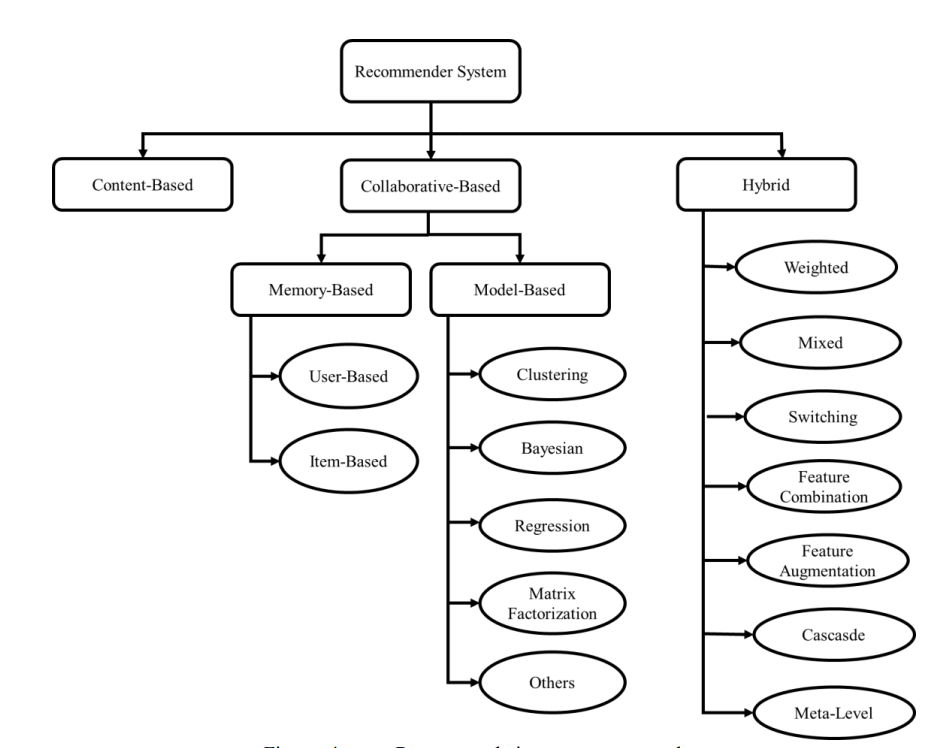 Recommender System
Content-Based
Collaborative-Based
Hybrid
Memory-Based
Model-Based
User-Based
Item-Based
Clustering
Bayesian
Regression
Matrix
Factorization
Others
Weighted
Mixed
Switching
Feature
Combination
Feature
Augmentation
Cascasde
Meta-Level